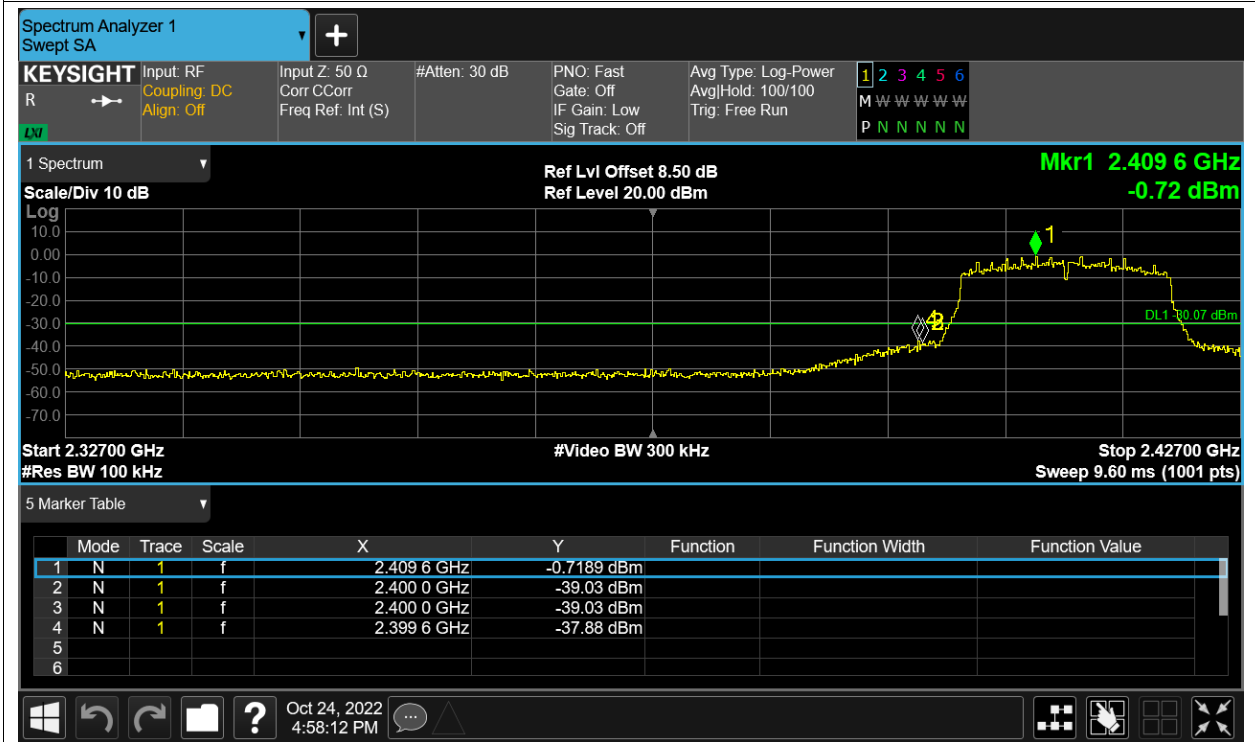 Spectrum Analyzer 1
Swept SA
+
KEYSIGHT Input: RF Input Z: 50 Ω #Atten: 30 dB PNO: Fast Avg Type: Log-Power 1 2 3 4 5 6
R Coupling: DC Corr CCorr Gate: Off Avg|Hold: 100/100 M W W W W W
Align: Off Freq Ref: Int (S) IF Gain: Low Trig: Free Run
LXI Sig Track: Off P N N N N N
1 Spectrum Ref Lvl Offset 8.50 dB Mkr1 2.409 6 GHz
Scale/Div 10 dB Ref Level 20.00 dBm -0.72 dBm
Log
10.0
1
0.00
-10.0
-20.0
-30.0
DL1 -30.07 dBm
-40.0
-50.0
-60.0
-70.0
Start 2.32700 GHz #Video BW 300 kHz Stop 2.42700 GHz
#Res BW 100 kHz Sweep 9.60 ms (1001 pts)
5 Marker Table
Mode Trace Scale X Y Function Function Width Function Value
1 N 1 f 2.409 6 GHz -0.7189 dBm
2 N 1 f 2.400 0 GHz -39.03 dBm
3 N 1 f 2.400 0 GHz -39.03 dBm
4 N 1 f 2.399 6 GHz -37.88 dBm
5
6
? Oct 24, 2022
4:58:12 PM